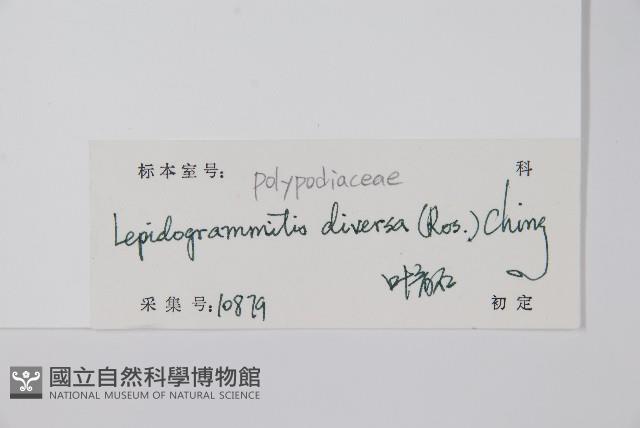 标本室号: polypodiaceae 科
Lepidogrammitis diversa (Ros.) Ching
采集号:10879 初定
國立自然科學博物館
NATIONAL MUSEUM OF NATURAL SCIENCE